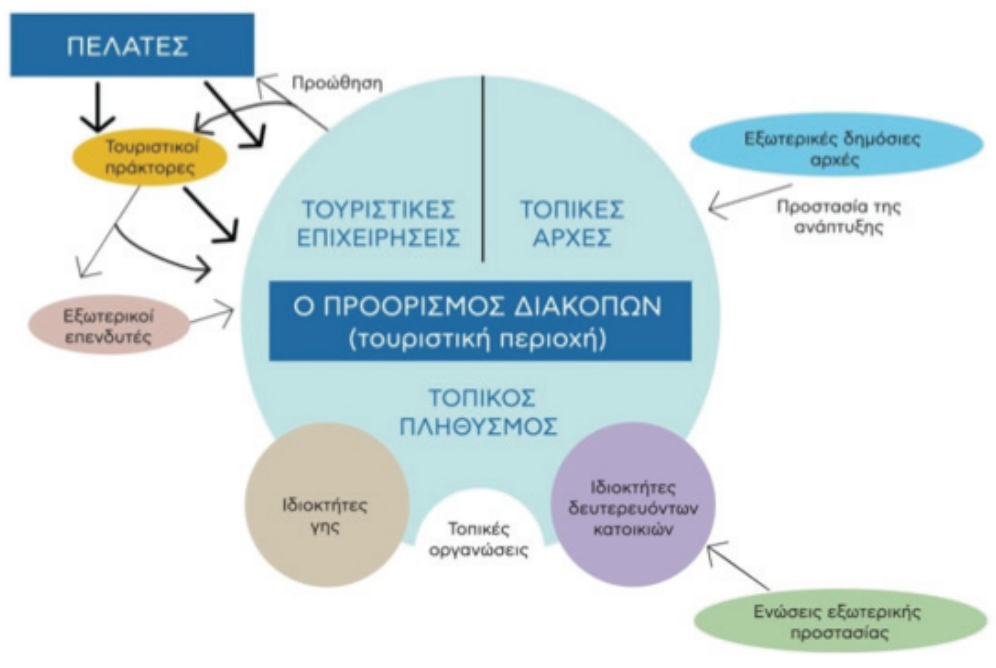 ΠΕΛΑΤΕΣ
Προώθηση
Τουριστικοί
πράκτορες
Εξωτερικές δημόσιες
αρχές
ΤΟΥΡΙΣΤΙΚΕΣ
ΕΠΙΧΕΙΡΗΣΕΙΣ
ΤΟΠΙΚΕΣ
ΑΡΧΕΣ
Προστασία της
ανάπτυξης
Εξωτερικοί
επενδυτές
Ο ΠΡΟΟΡΙΣΜΟΣ ΔΙΑΚΟΠΩΝ
(τουριστική περιοχή)
ΤΟΠΙΚΟΣ
ΠΛΗΘΥΣΜΟΣ
Ιδιοκτήτες
γης
Τοπικές
οργανώσεις
Ιδιοκτήτες
δευτερευόντων
κατοικιών
Ενώσεις εξωτερικής
προστασίας